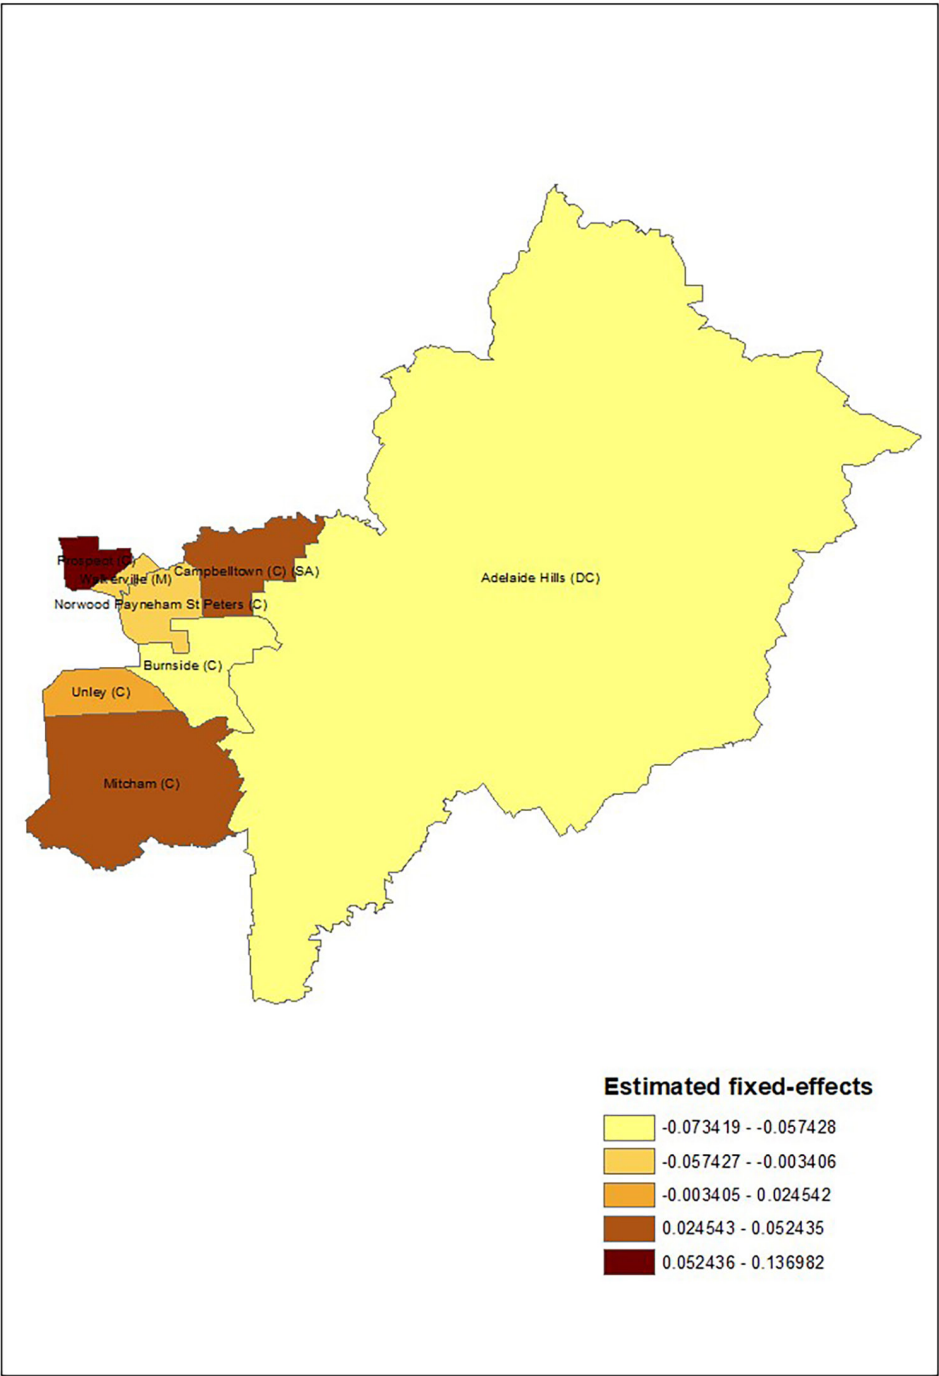 Prospect (C)
Walkerville (M)
Campbelltown (C) (SA)
Adelaide Hills (DC)
Norwood Payneham St Peters (C)
Burnside (C)
Unley (C)
Mitcham (C)
Estimated fixed-effects
-0.073419 - -0.057428
-0.057427 - -0.003406
-0.003405 - 0.024542
0.024543 - 0.052435
0.052436 - 0.136982